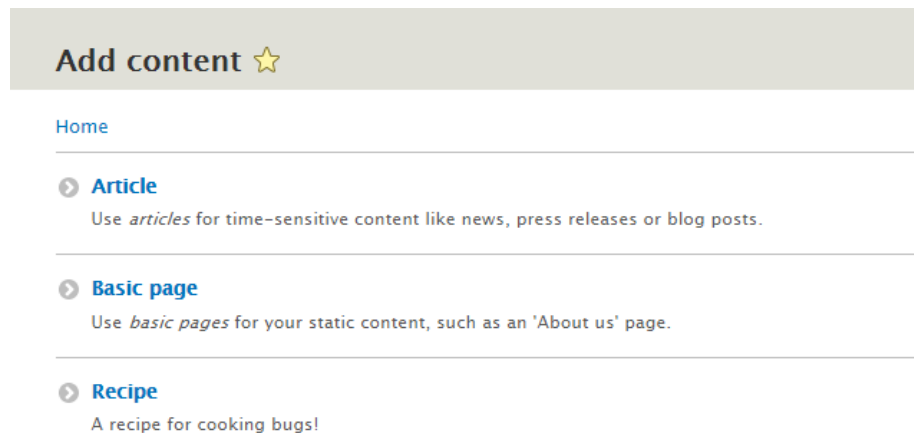 Add content
Home
Article
Use articles for time-sensitive content like news, press releases or blog posts.
Basic page
Use basic pages for your static content, such as an 'About us' page.
Recipe
A recipe for cooking bugs!